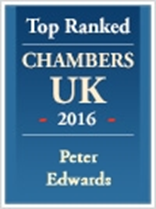 Top Ranked
CHAMBERS
UK
- 2016 -
Peter
Edwards